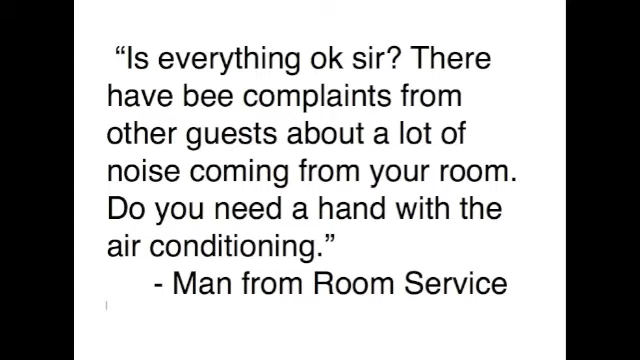 “Is everything ok sir? There
have bee complaints from
other guests about a lot of
noise coming from your room.
Do you need a hand with the
air conditioning.”
- Man from Room Service